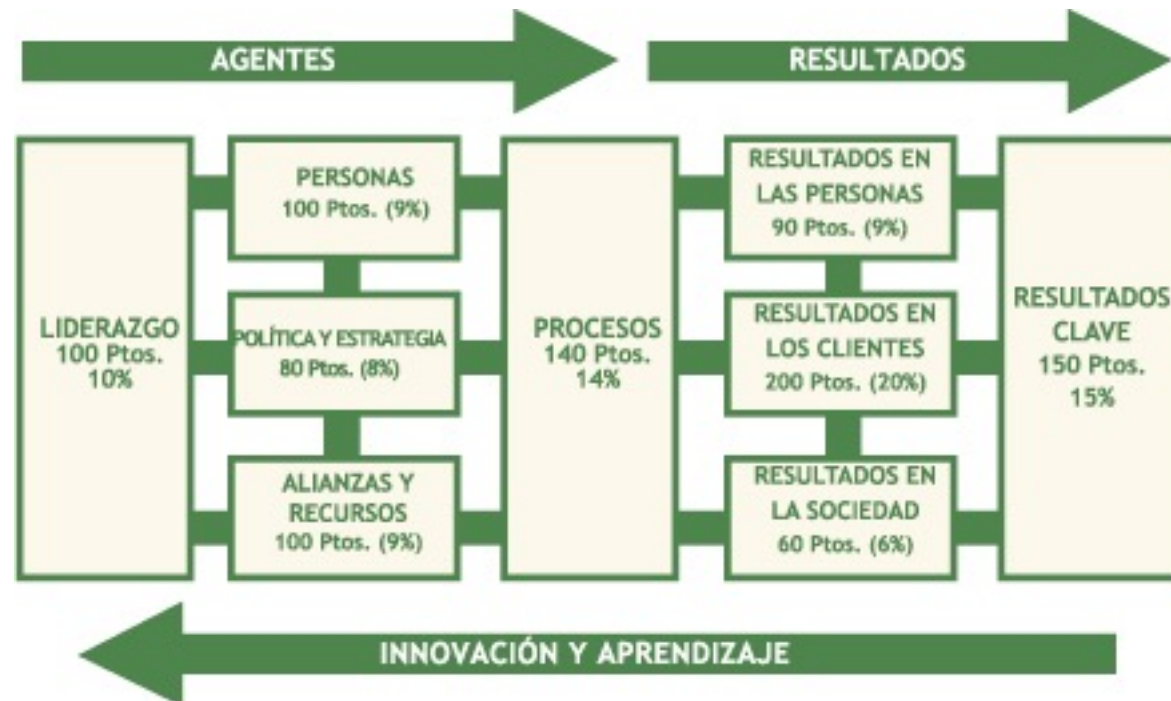 AGENTES
RESULTADOS
LIDERAZGO
100 Ptos.
10%
PERSONAS
100 Ptos. (9%)
POLÍTICA Y ESTRATEGIA
80 Ptos. (8%)
ALIANZAS Y
RECURSOS
100 Ptos. (9%)
PROCESOS
140 Ptos.
14%
RESULTADOS EN
LAS PERSONAS
90 Ptos. (9%)
RESULTADOS EN
LOS CLIENTES
200 Ptos. (20%)
RESULTADOS EN
LA SOCIEDAD
60 Ptos. (6%)
RESULTADOS
CLAVE
150 Ptos.
15%
INNOVACIÓN Y APRENDIZAJE